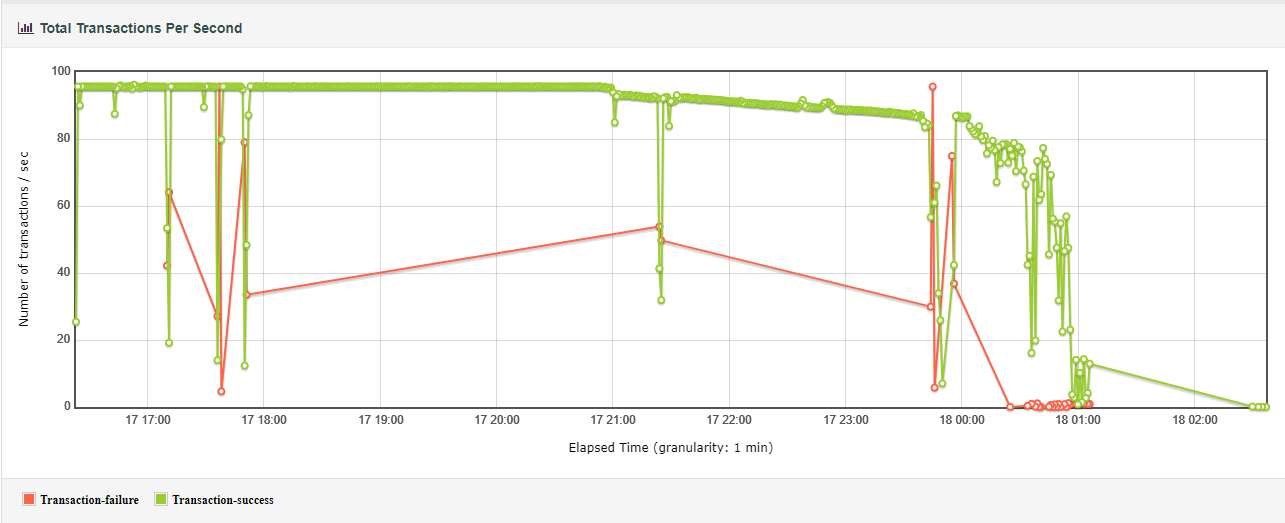 Total Transactions Per Second
100
80
60
40
20
0
Number of transactions / sec
17 17:00 17 18:00 17 19:00 17 20:00 17 21:00 17 22:00 17 23:00 18 00:00 18 01:00 18 02:00
Elapsed Time (granularity: 1 min)
Transaction-failure Transaction-success